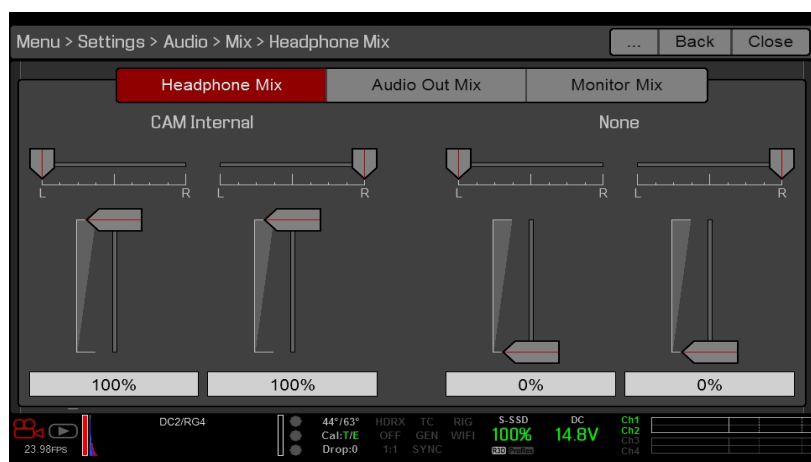 Menu > Settings > Audio > Mix > Headphone Mix ... Back Close
Headphone Mix Audio Out Mix Monitor Mix
CAM Internal None
L R L R L R L R
100% 100% 0% 0%
23.98FPS
DC2/RG4
44°/63° HDRX TC RIG
Cal:T/E OFF GEN WIFI
Drop:0 1:1 SYNC
S-SSD
100%
R3D ProRes
DC
14.8V
Ch1
Ch2
Ch3
Ch4